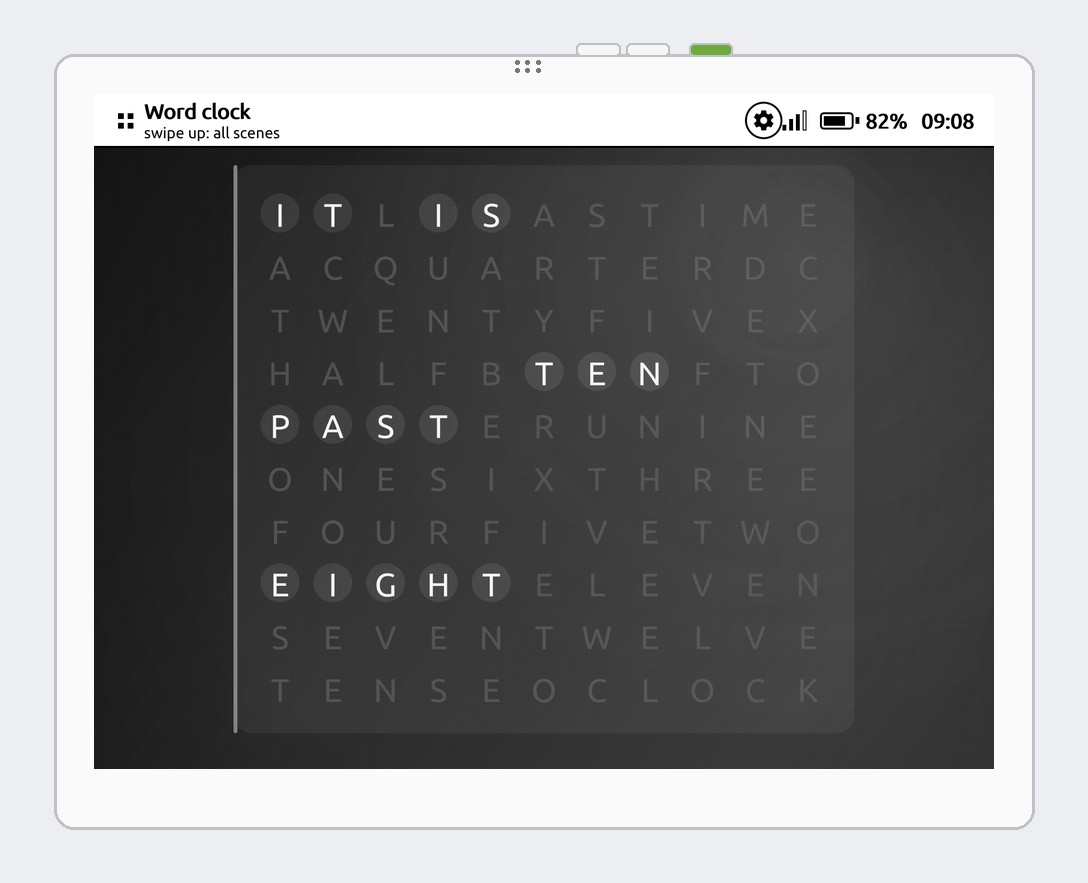 Word clock
swipe up: all scenes
82% 09:08
I T L I S A S T I M E
A C Q U A R T E R D C
T W E N T Y F I V E X
H A L F B T E N F T O
P A S T E R U N I N E
O N E S I X T H R E E
F O U R F I V E T W O
E I G H T E L E V E N
S E V E N T W E L V E
T E N S E O C L O C K